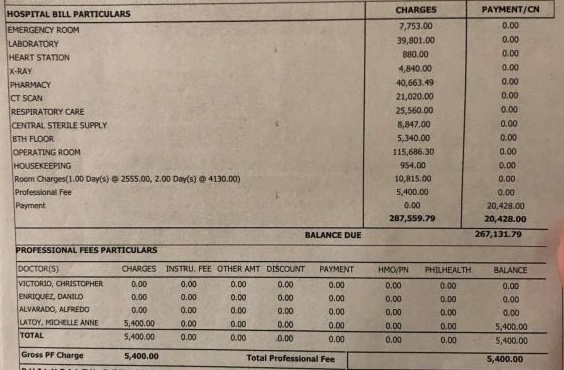 HOSPITAL BILL PARTICULARS CHARGES PAYMENT/CN
EMERGENCY ROOM 7,753.00 0.00
LABORATORY 39,801.00 0.00
HEART STATION 880.00 0.00
X-RAY 4,840.00 0.00
PHARMACY 40,663.49 0.00
CT SCAN 21,020.00 0.00
RESPIRATORY CARE 25,560.00 0.00
CENTRAL STERILE SUPPLY 8,847.00 0.00
8TH FLOOR 5,340.00 0.00
OPERATING ROOM 115,686.30 0.00
HOUSEKEEPING 954.00 0.00
Room Charges(1.00 Day(s) @ 2555.00, 2.00 Day(s) @ 4130.00) 10,815.00 0.00
Professional Fee 5,400.00 0.00
Payment 0.00 20,428.00
287,559.79 20,428.00
BALANCE DUE 267,131.79
PROFESSIONAL FEES PARTICULARS
DOCTOR(S) CHARGES INSTRU. FEE OTHER AMT DISCOUNT PAYMENT HMO/PN PHILHEALTH BALANCE
VICTORIO, CHRISTOPHER 0.00 0.00 0.00 0.00 0.00 0.00 0.00 0.00
ENRIQUEZ, DANILO 0.00 0.00 0.00 0.00 0.00 0.00 0.00 0.00
ALVARADO, ALFREDO 0.00 0.00 0.00 0.00 0.00 0.00 0.00 0.00
LATOY, MICHELLE ANNE 5,400.00 0.00 0.00 0.00 0.00 0.00 0.00 5,400.00
TOTAL 5,400.00 0.00 0.00 0.00 0.00 0.00 0.00 5,400.00
Gross PF Charge 5,400.00 Total Professional Fee 5,400.00